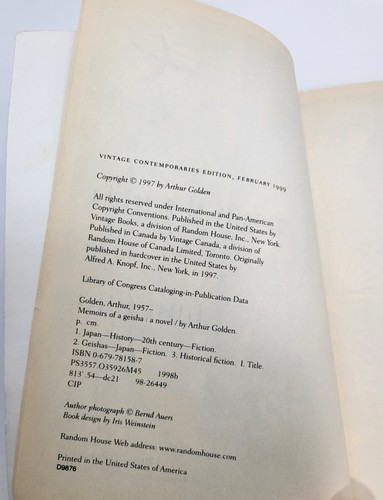 VINTAGE CONTEMPORARIES EDITION, FEBRUARY 1999
Copyright © 1997 by Arthur Golden
All rights reserved under International and Pan-American
Copyright Conventions. Published in the United States by
Vintage Books, a division of Random House, Inc., New York.
Published in Canada by Vintage Canada, a division of
Random House of Canada Limited, Toronto. Originally
published in hardcover in the United States by
Alfred A. Knopf, Inc., New York, in 1997.
Library of Congress Cataloging-in-Publication Data
Golden, Arthur, 1957–
Memoirs of a geisha : a novel / by Arthur Golden.
p. cm.
1. Japan—History—20th century—Fiction.
2. Geishas—Japan—Fiction. 3. Historical fiction. 1. Title.
ISBN 0-679-78158-7
PS3557.O35926M45 1998b
813'.54—dc21 98-26449
CIP
Author photograph © Bernd Auers
Book design by Iris Weinstein
Random House Web address: www.randomhouse.com
Printed in the United States of America
D9876